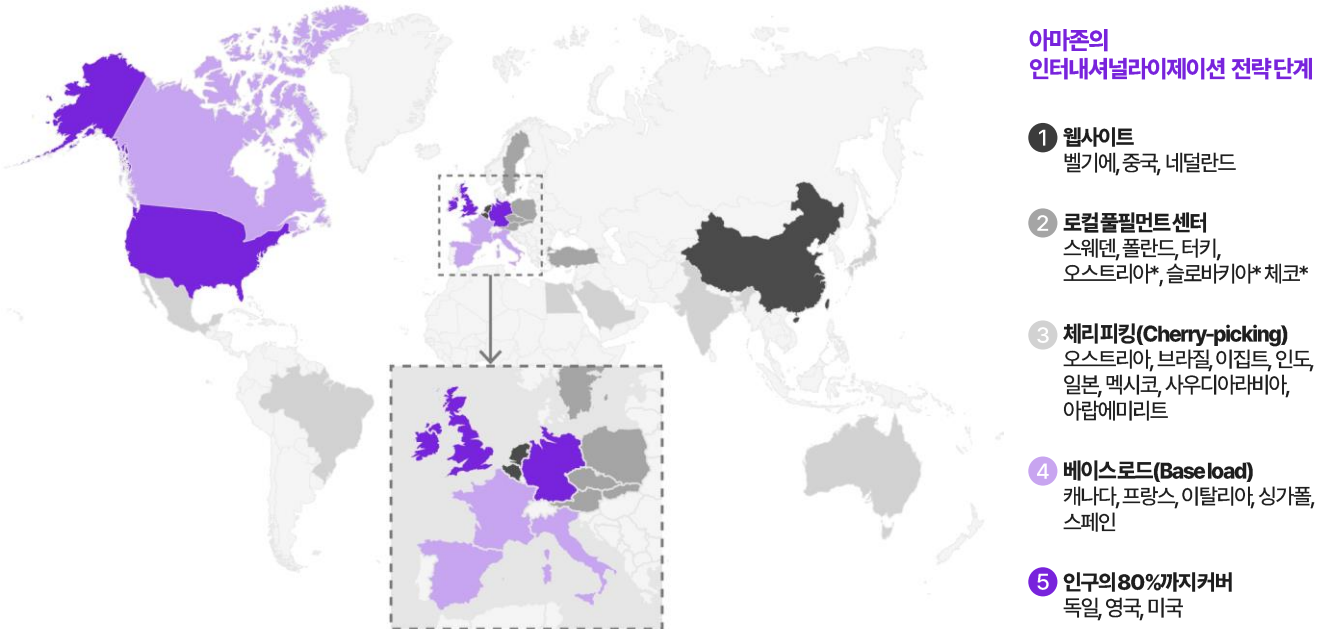 아마존의
인터내셔널라이제이션 전략 단계
1 웹사이트
벨기에, 중국, 네덜란드
2 로컬 풀필먼트 센터
스웨덴, 폴란드, 터키,
오스트리아*, 슬로바키아* 체코*
3 체리 피킹(Cherry-picking)
오스트리아, 브라질, 이집트, 인도,
일본, 멕시코, 사우디아라비아,
아랍에미리트
4 베이스 로드(Base load)
캐나다, 프랑스, 이탈리아, 싱가폴,
스페인
5 인구의 80%까지 커버
독일, 영국, 미국